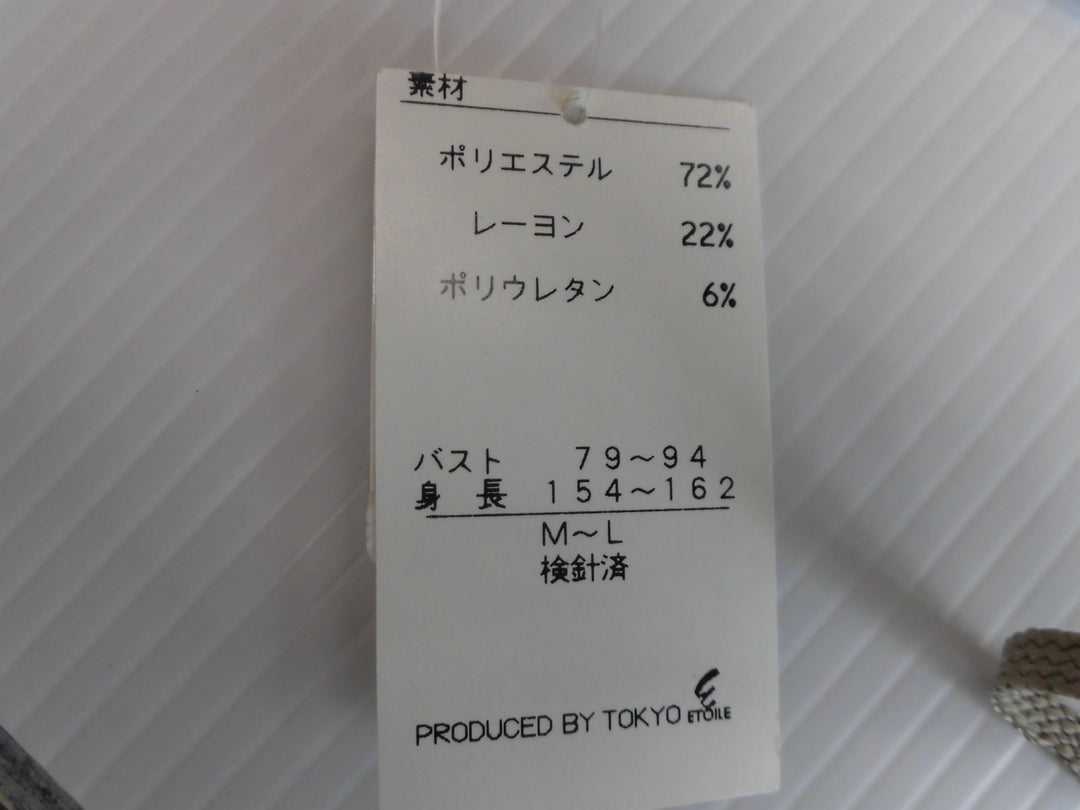 素材
ポリエステル 72%
レーヨン 22%
ポリウレタン 6%
バスト 79～94
身長 154～162
M～L
検針済
PRODUCED BY TOKYO ETOILE